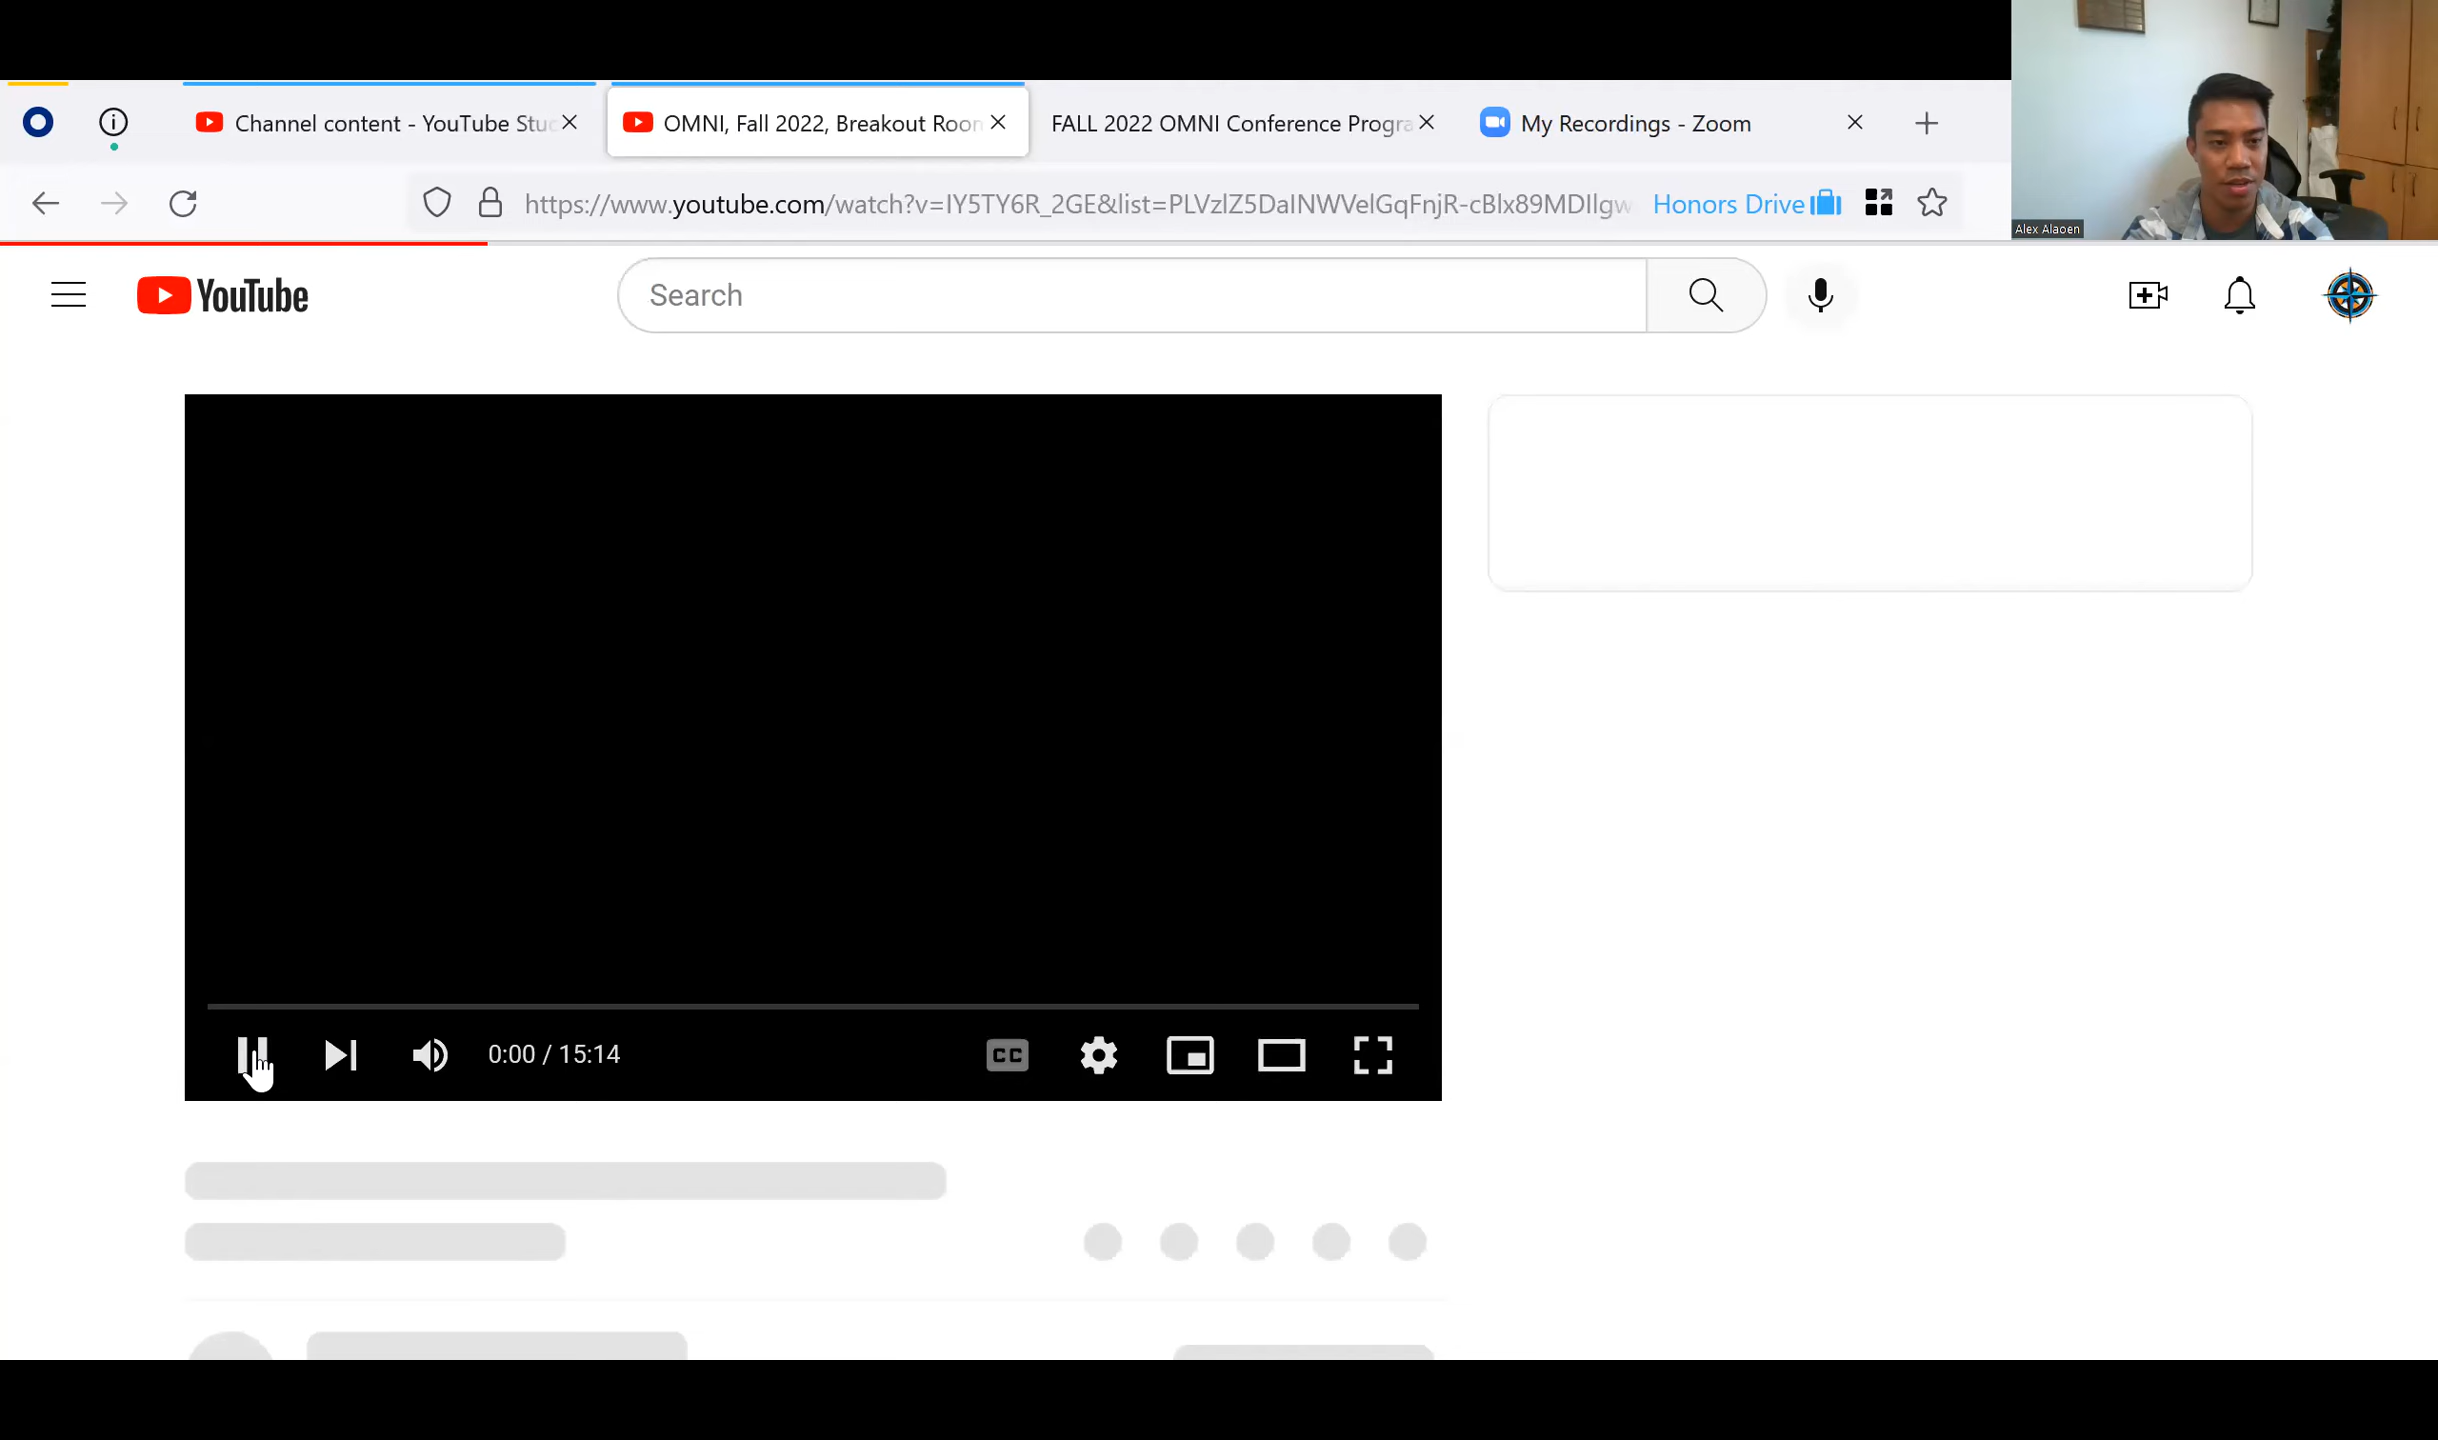 Channel content - YouTube Stu
OMNI, Fall 2022, Breakout Roon
FALL 2022 OMNI Conference Progra
My Recordings - Zoom
https://www.youtube.com/watch?v=IY5TY6R_2GE&list=PLVzlZ5DaINWVelGqFnjR-cBlx89MDIlgw
Honors Drive
Alex Alaoen
YouTube
Search
0:00 / 15:14
CC